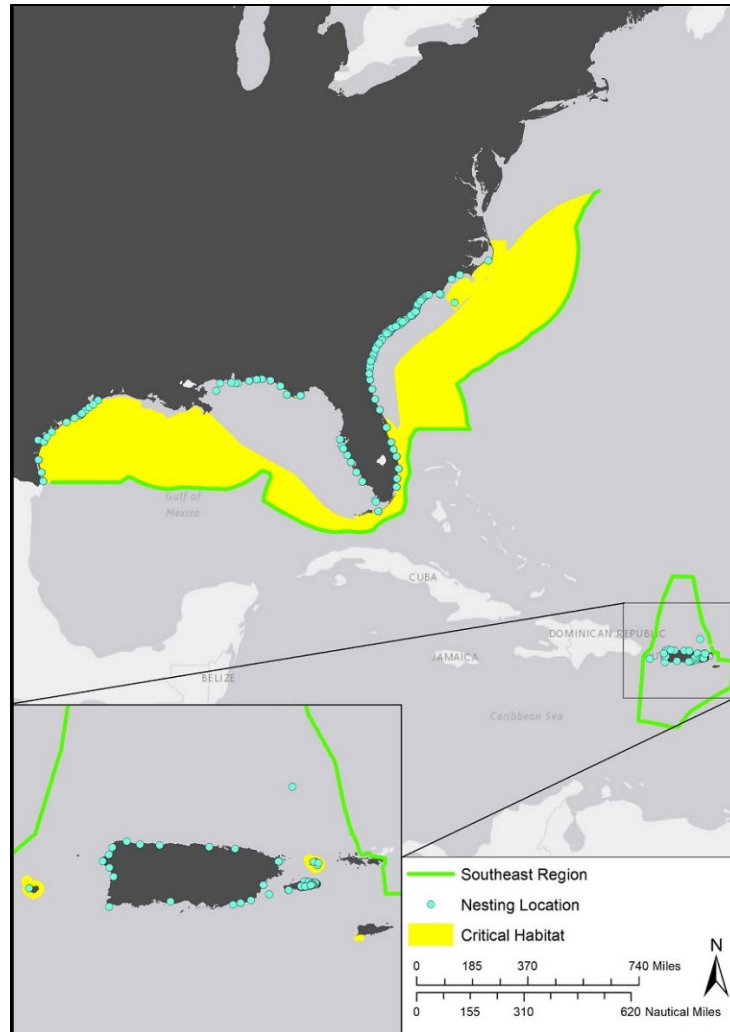 Gulf of
Mexico
CUBA
DOMINICAN REPUBLIC
JAMAICA
BELIZE
Caribbean Sea
Southeast Region
Nesting Location
Critical Habitat
N
0 185 370 740 Miles
0 155 310 620 Nautical Miles